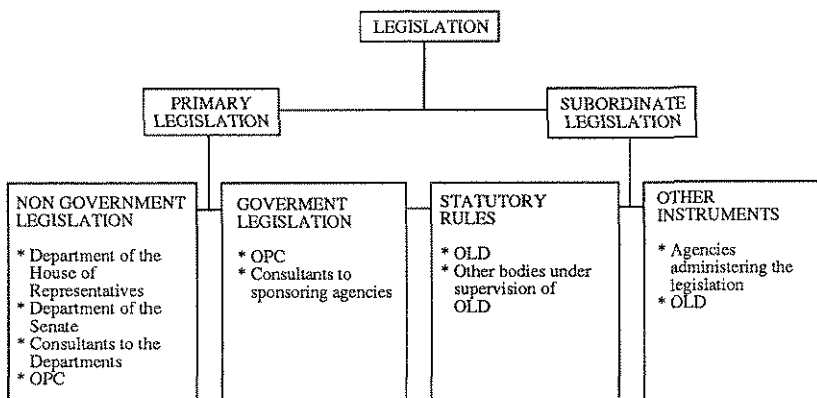 LEGISLATION
PRIMARY
LEGISLATION
SUBORDINATE
LEGISLATION
NON GOVERNMENT
LEGISLATION
* Department of the
House of
Representatives
* Department of the
Senate
* Consultants to the
Departments
* OPC
GOVERMENT
LEGISLATION
* OPC
* Consultants to
sponsoring agencies
STATUTORY
RULES
* OLD
* Other bodies under
supervision of
OLD
OTHER
INSTRUMENTS
* Agencies
administering the
legislation
* OLD